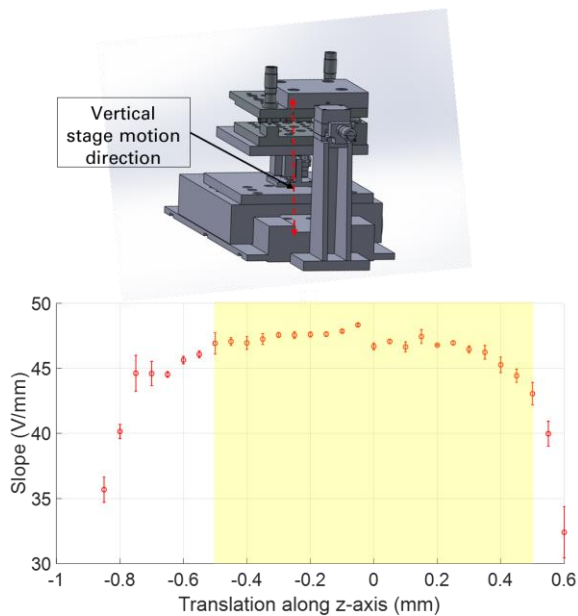 Vertical
stage motion
direction
50
45
40
35
30
Slope (V/mm)
-1 -0.8 -0.6 -0.4 -0.2 0 0.2 0.4 0.6
Translation along z-axis (mm)